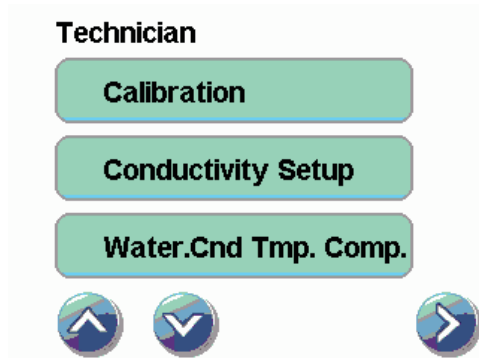 Technician
Calibration
Conductivity Setup
Water.Cnd Tmp. Comp.